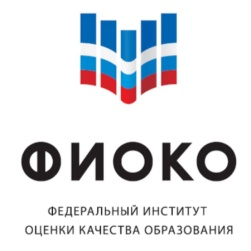 ФИОКО
ФЕДЕРАЛЬНЫЙ ИНСТИТУТ
ОЦЕНКИ КАЧЕСТВА ОБРАЗОВАНИЯ